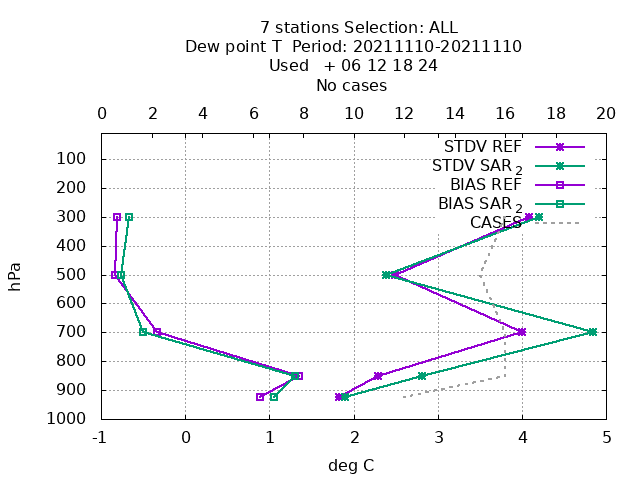 7 stations Selection: ALL
Dew point T  Period: 20211110-20211110
Used   + 06 12 18 24
No cases
0 2 4 6 8 10 12 14 16 18 20
STDV REF
STDV SAR2
BIAS REF
BIAS SAR2
CASES
100
200
300
400
500
600
700
800
900
1000
hPa
-1 0 1 2 3 4 5
deg C